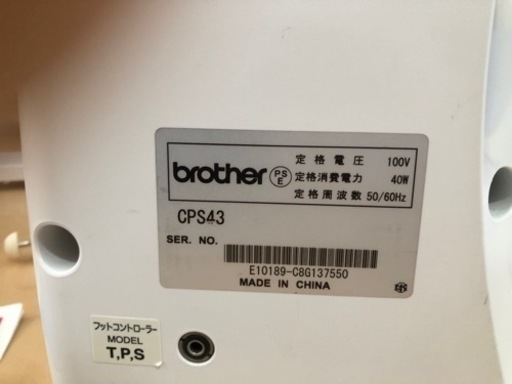 brother
PS
E
定格電圧 100V
定格消費電力 40W
定格周波数 50/60Hz
CPS43
SER. NO.
E10189-C8G137550
MADE IN CHINA
フットコントローラー
MODEL
T,P,S